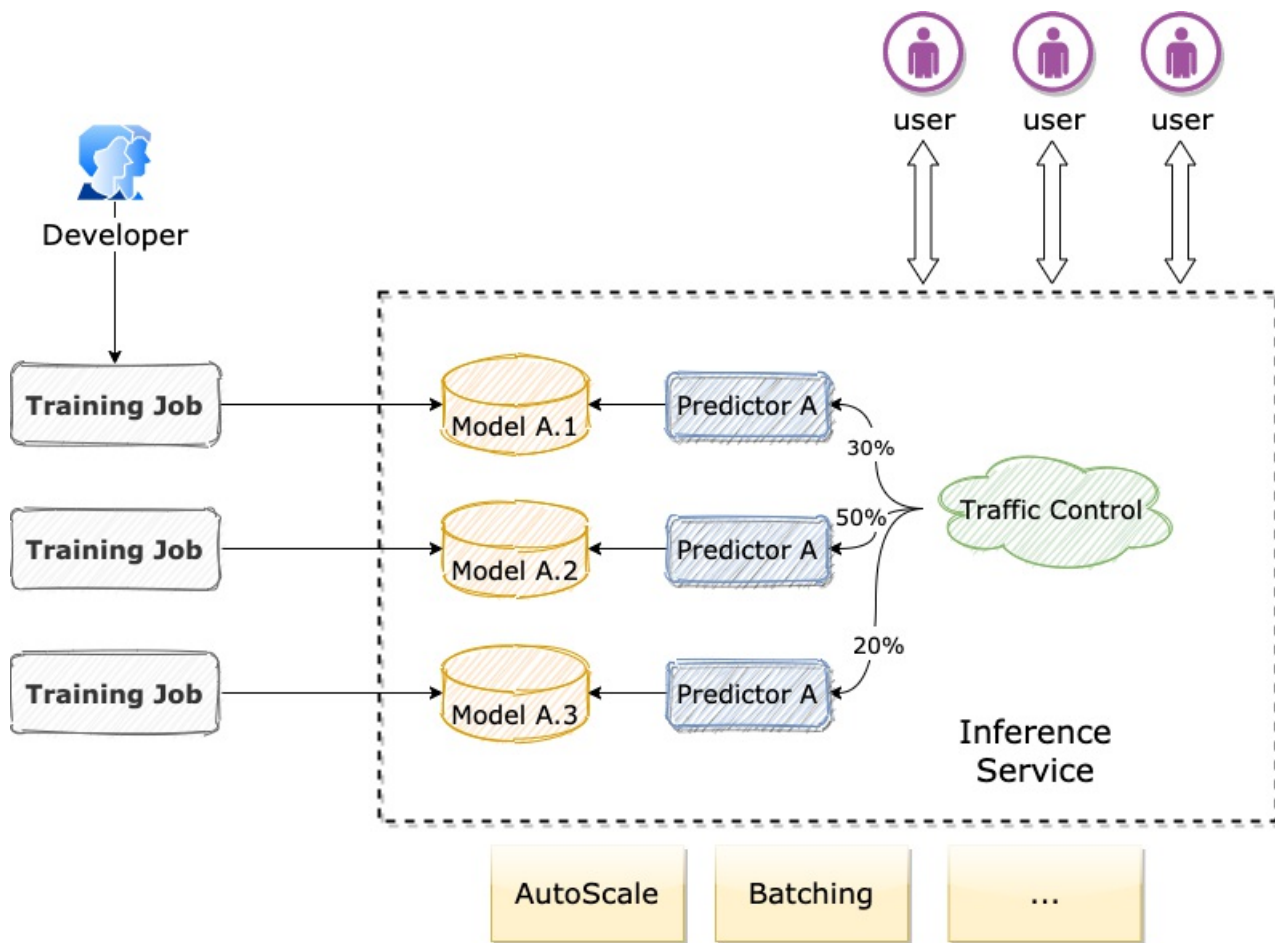 user
user
user
Developer
Training Job
Model A.1
Predictor A
30%
Training Job
Model A.2
Predictor A
50%
Traffic Control
Training Job
Model A.3
Predictor A
20%
Inference
Service
AutoScale
Batching
...